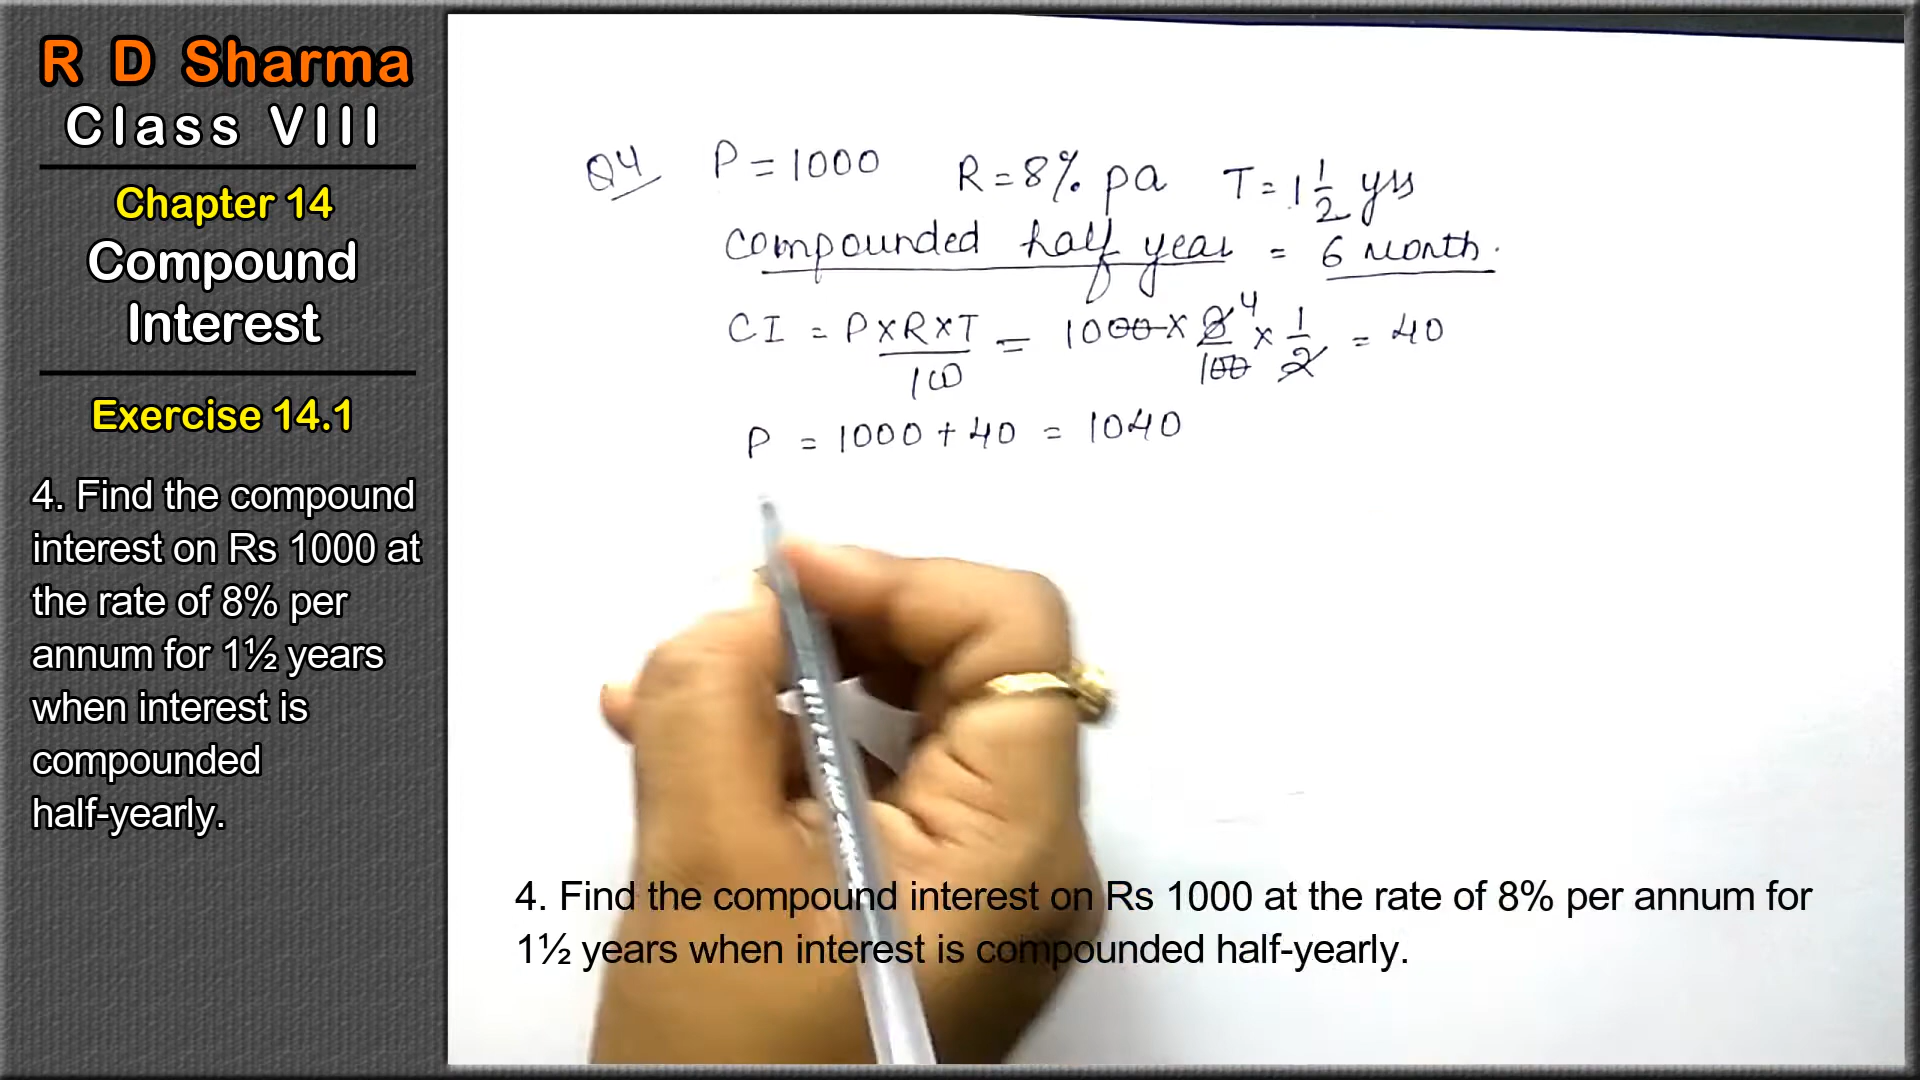 R D Sharma
Class VIII
Chapter 14
Compound
Interest
Exercise 14.1
4. Find the compound
interest on Rs 1000 at
the rate of 8% per
annum for 1½ years
when interest is
compounded
half-yearly.
Q4 P = 1000 R = 8% pa T = 1 1/2 yrs
compounded half year = 6 month.
CI = P×R×T/100 = 1000 × 8/100 4 × 1/2 = 40
P = 1000 + 40 = 1040
4. Find the compound interest on Rs 1000 at the rate of 8% per annum for
1½ years when interest is compounded half-yearly.